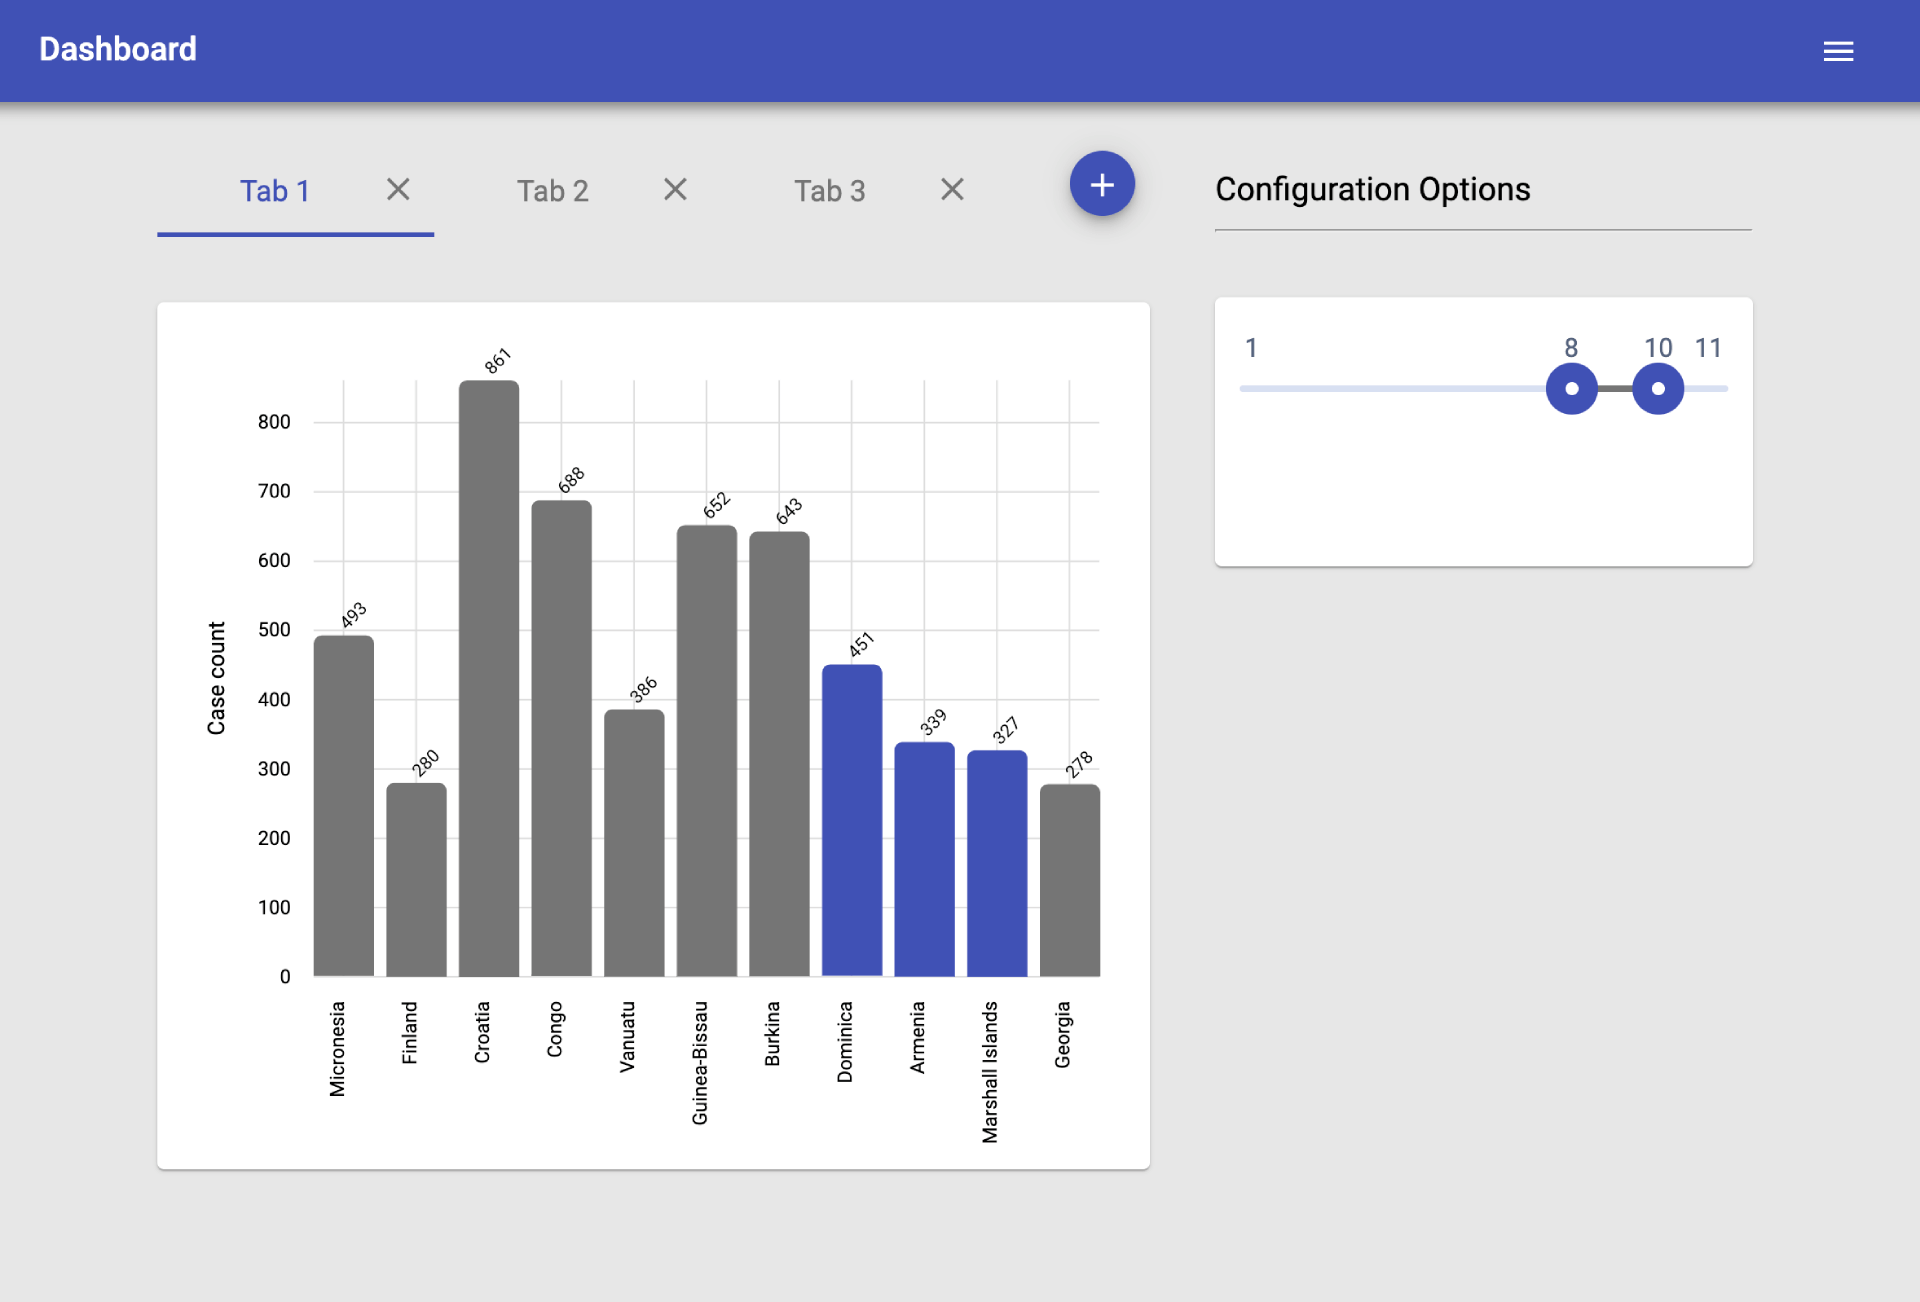 Dashboard
Tab 1
Tab 2
Tab 3
Configuration Options
1
8
10
11
Case count
800
700
600
500
400
300
200
100
0
493
280
861
688
386
652
643
451
339
327
278
Micronesia
Finland
Croatia
Congo
Vanuatu
Guinea-Bissau
Burkina
Dominica
Armenia
Marshall Islands
Georgia